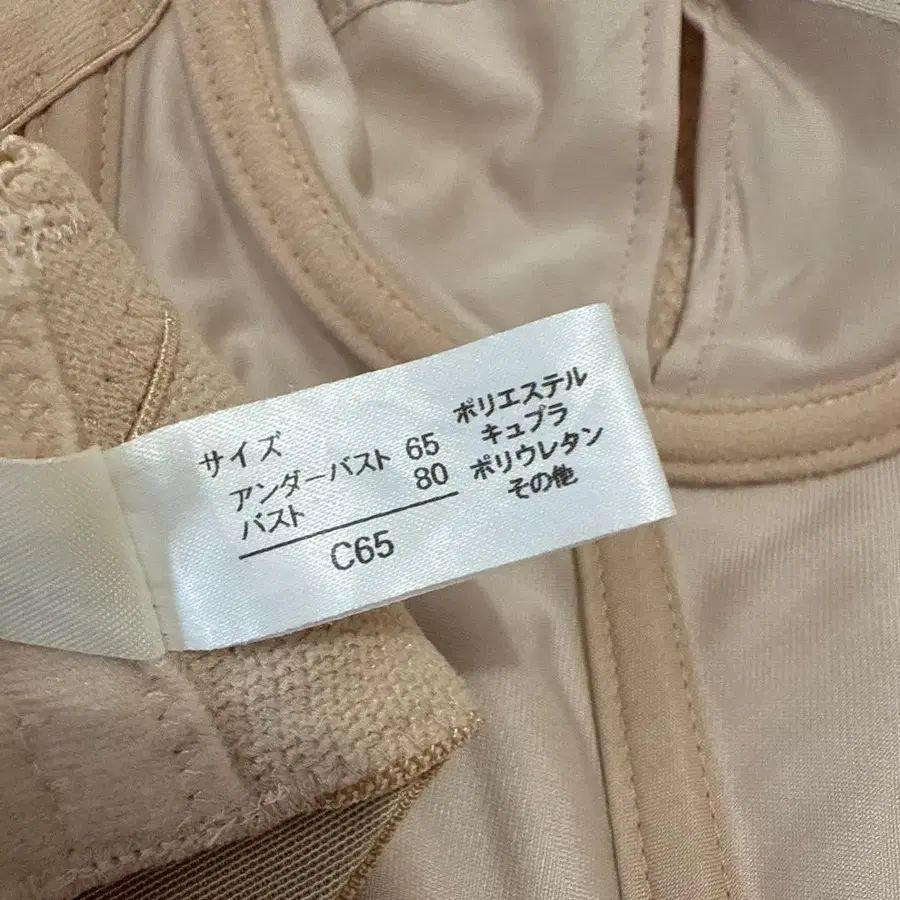 サイズ
アンダーバスト 65
バスト 80
C65
ポリエステル
キュプラ
ポリウレタン
その他